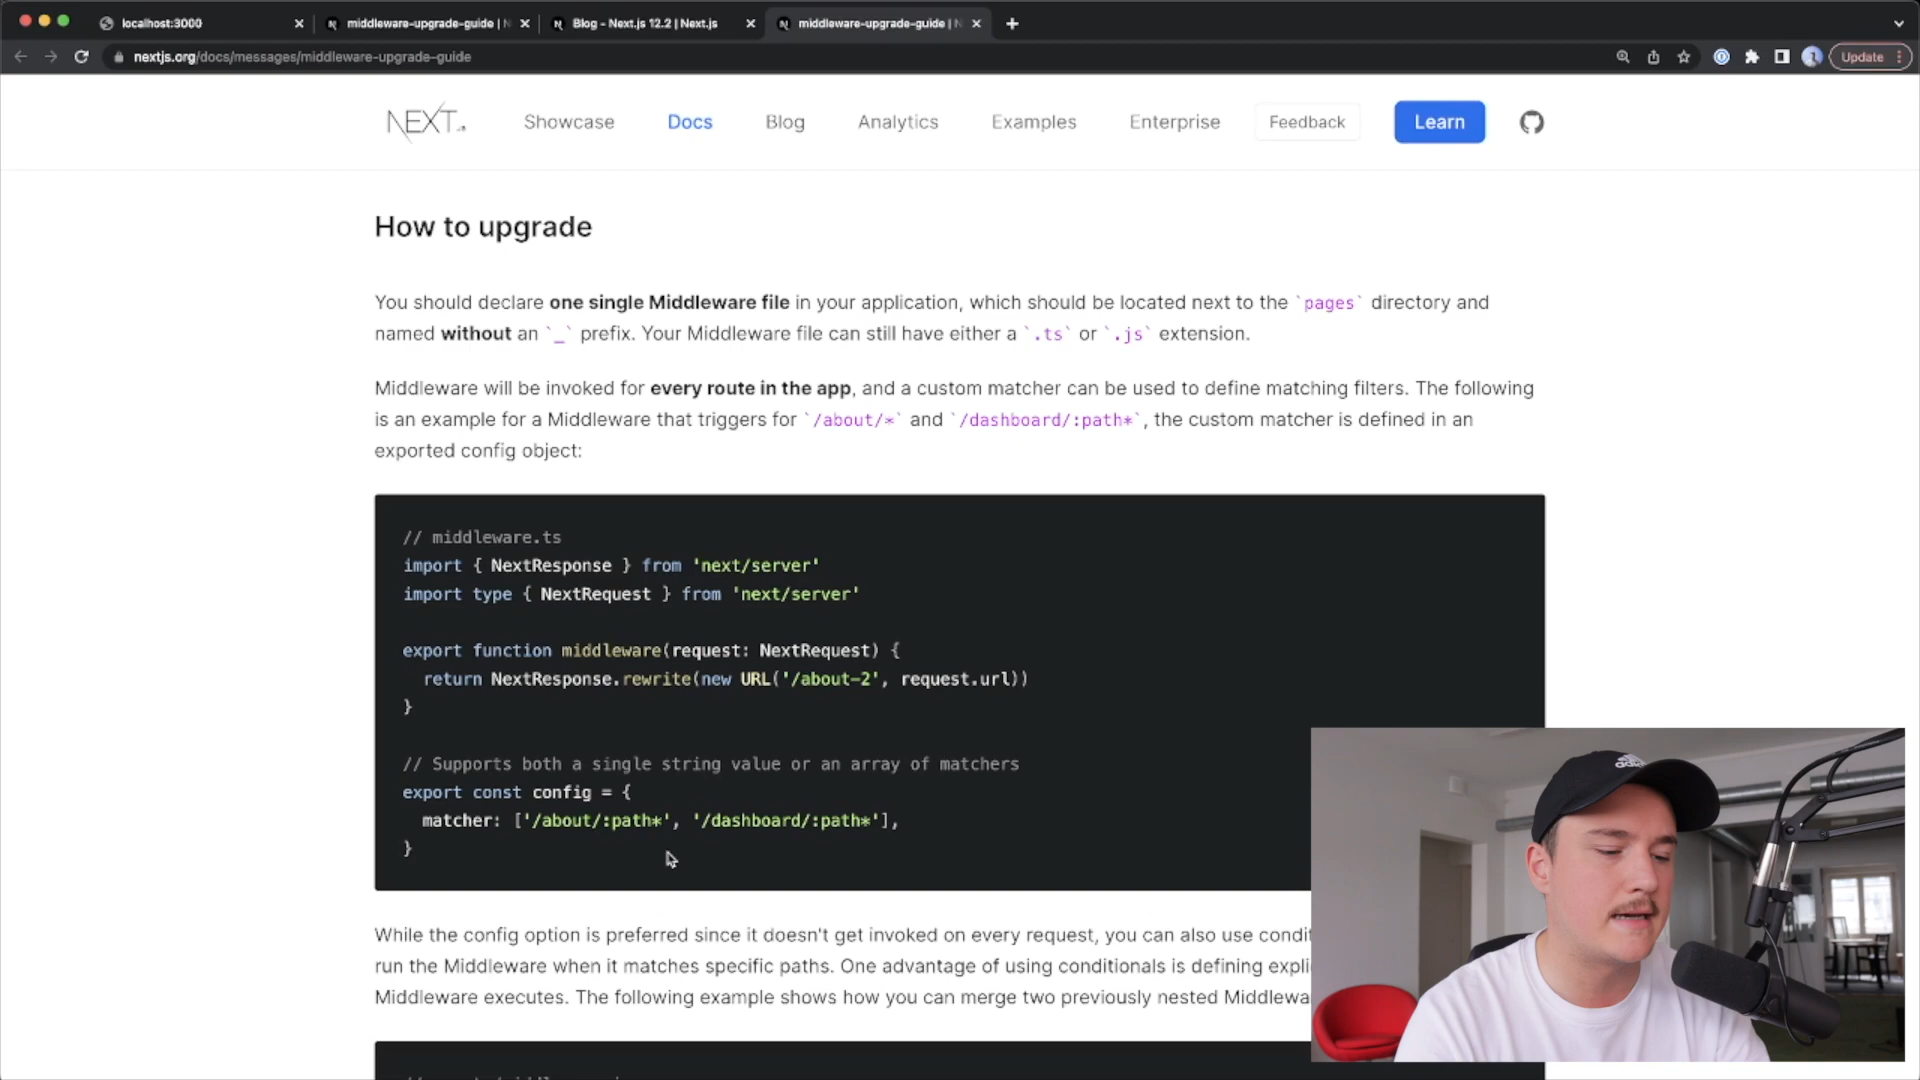 localhost:3000
middleware-upgrade-guide | N
Blog - Next.js 12.2 | Next.js
middleware-upgrade-guide | N
nextjs.org/docs/messages/middleware-upgrade-guide
Update
NEXT.JS
Showcase
Docs
Blog
Analytics
Examples
Enterprise
Feedback
Learn
How to upgrade
You should declare one single Middleware file in your application, which should be located next to the `pages` directory and
named without an `_` prefix. Your Middleware file can still have either a `.ts` or `.js` extension.
Middleware will be invoked for every route in the app, and a custom matcher can be used to define matching filters. The following
is an example for a Middleware that triggers for `/about/*` and `/dashboard/:path*`, the custom matcher is defined in an
exported config object:
// middleware.ts
import { NextResponse } from 'next/server'
import type { NextRequest } from 'next/server'
export function middleware(request: NextRequest) {
return NextResponse.rewrite(new URL('/about-2', request.url))
}
// Supports both a single string value or an array of matchers
export const config = {
matcher: ['/about/:path*', '/dashboard/:path*'],
}
While the config option is preferred since it doesn't get invoked on every request, you can also use condit
run the Middleware when it matches specific paths. One advantage of using conditionals is defining expli
Middleware executes. The following example shows how you can merge two previously nested Middlewa
adidas